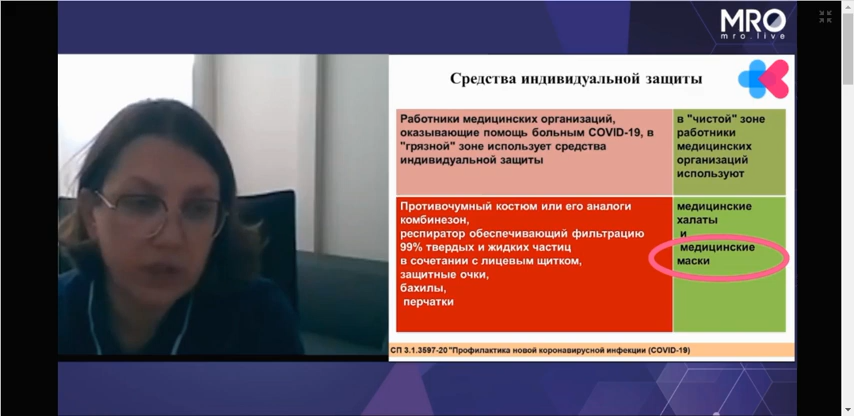 MRO
mro.live
Средства индивидуальной защиты
Работники медицинских организаций,
оказывающие помощь больным COVID-19, в
"грязной" зоне использует средства
индивидуальной защиты
в "чистой" зоне
работники
медицинских
организаций
используют
Противочумный костюм или его аналоги
комбинезон,
респиратор обеспечивающий фильтрацию
99% твердых и жидких частиц
в сочетании с лицевым щитком,
защитные очки,
бахилы,
перчатки
медицинские
халаты
и
медицинские
маски
СП 3.1.3597-20"Профилактика новой коронавирусной инфекции (COVID-19)